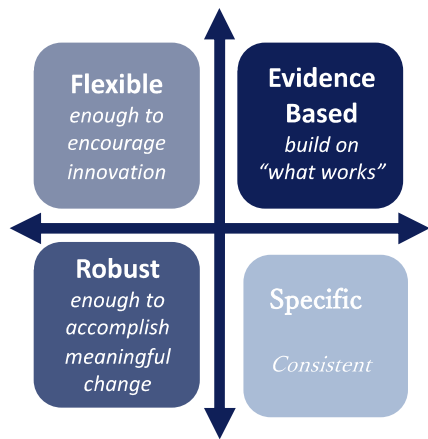 Flexible
enough to
encourage
innovation
Evidence
Based
build on
“what works”
Robust
enough to
accomplish
meaningful
change
Specific
Consistent